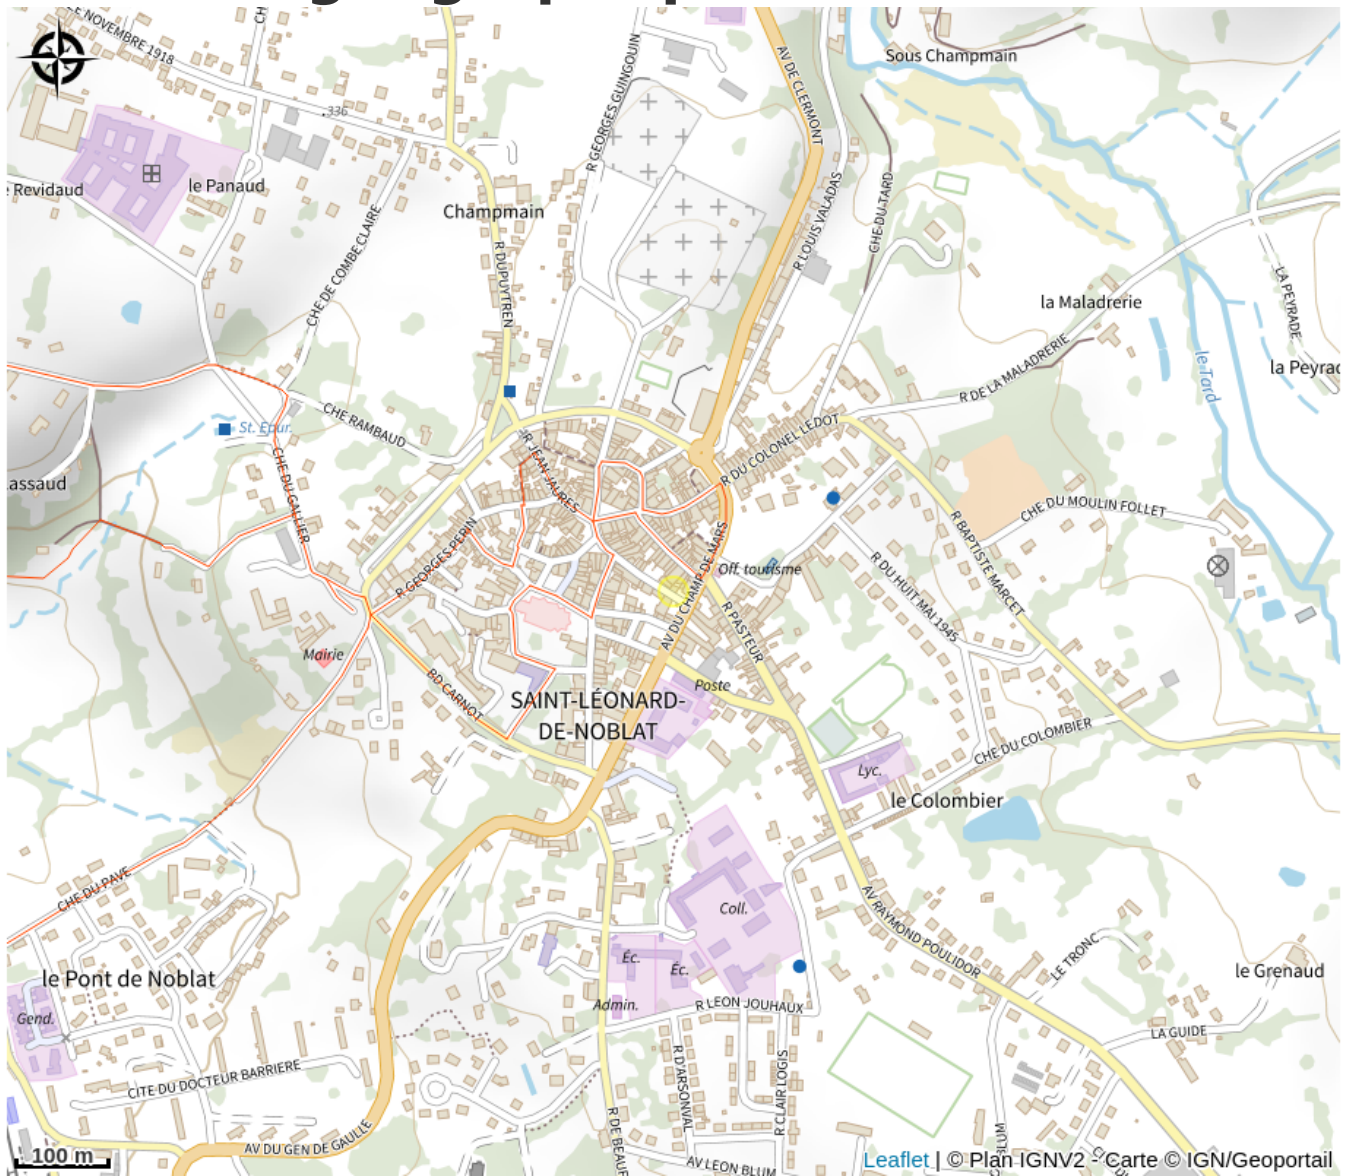 LE NOVEMBRE 1918
CH
R GEORGES GUINGOUIN
AV DE CLERMONT
Sous Champmain
.336
Revidaud
le Panaud
Champmain
R LOUIS VALADAS
CHE DU TARD
CHE DE COMBE CLAIRE
R DUPUYTREN
la Maladrerie
LA PEYRADE
le Tard
la Peyrac
R DE LA MALADRERIE
CHE RAMBAUD
St. Épur.
R JEAN JAURES
R DU COLONEL LEDOT
assaud
CHE DU GALLIER
CHE DU MOULIN FOLLET
R GEORGES PERIN
R BAPTISTE MARCET
Off. tourisme
AV DU CHAMP DE MARS
R PASTEUR
R DU HUIT MAI 1945
Mairie
BD CARNOT
Poste
SAINT-LÉONARD-
DE-NOBLAT
CHE DU COLOMBIER
Lyc.
le Colombier
CHE DU PAVE
Coll.
AV RAYMOND POULIDOR
LE TRONC
Éc.
Éc.
le Grenaud
le Pont de Noblat
Gend.
Admin.
R LEON JOUHAUX
LA GUIDE
CITE DU DOCTEUR BARRIERE
R D'ARSONVAL
R CLAIR LOGIS
R DE BEAUF
AV DU GEN DE GAULLE
AV LEON BLUM
BLUM
100 m
Leaflet | © Plan IGNV2 - Carte © IGN/Geoportail